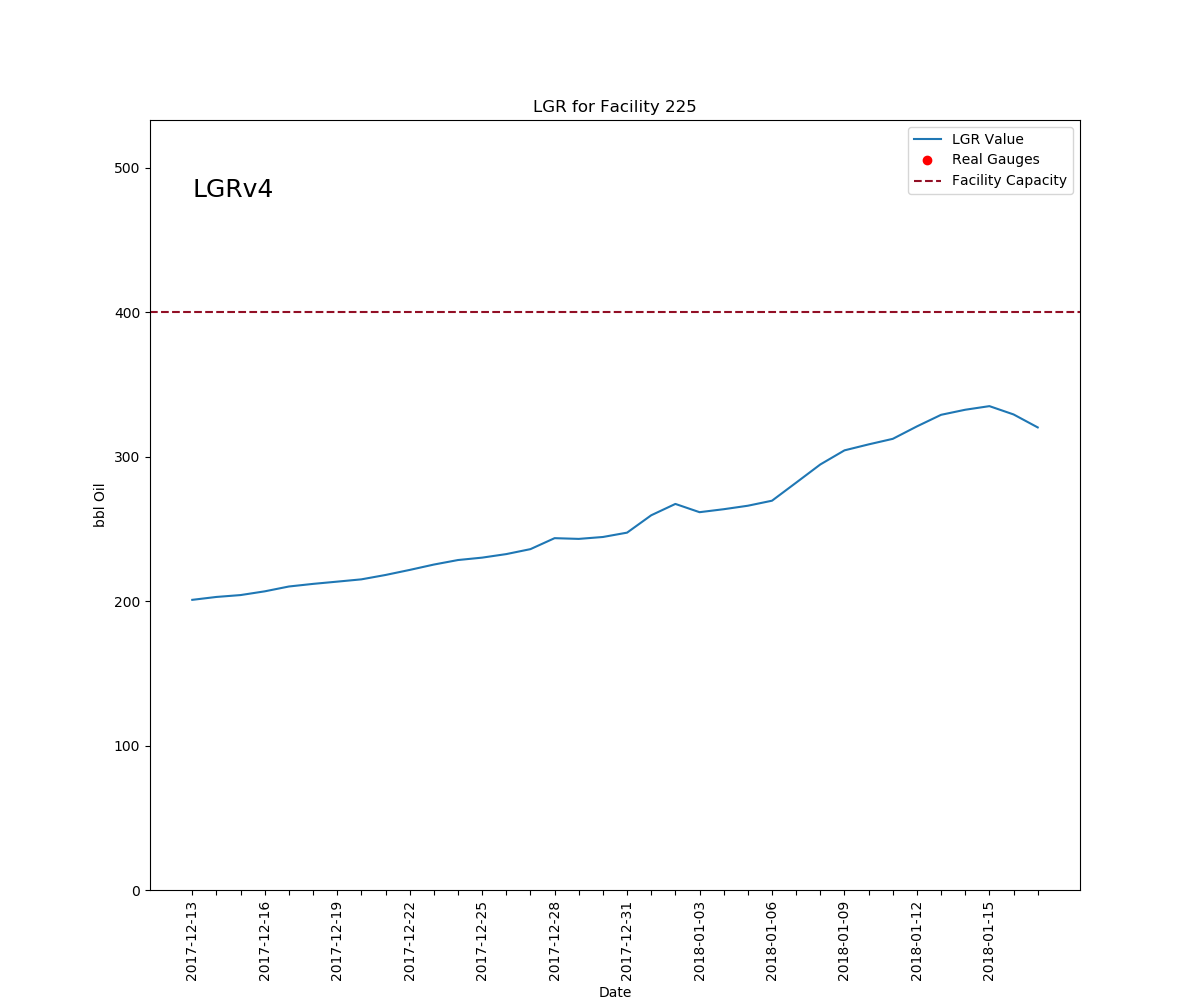 LGR for Facility 225
LGR Value
Real Gauges
Facility Capacity
LGRv4
500
400
300
200
100
0
bbl Oil
2017-12-13
2017-12-16
2017-12-19
2017-12-22
2017-12-25
2017-12-28
2017-12-31
2018-01-03
2018-01-06
2018-01-09
2018-01-12
2018-01-15
Date